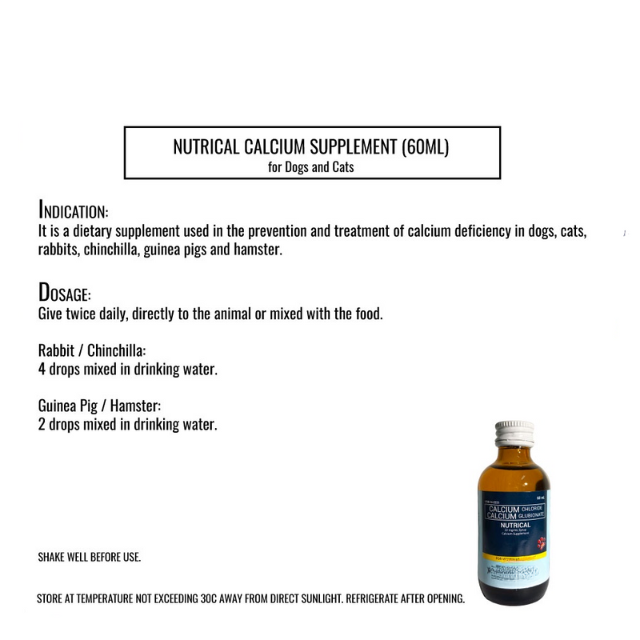 NUTRICAL CALCIUM SUPPLEMENT (60ML)
for Dogs and Cats
INDICATION:
It is a dietary supplement used in the prevention and treatment of calcium deficiency in dogs, cats,
rabbits, chinchilla, guinea pigs and hamster.
DOSAGE:
Give twice daily, directly to the animal or mixed with the food.
Rabbit / Chinchilla:
4 drops mixed in drinking water.
Guinea Pig / Hamster:
2 drops mixed in drinking water.
CALCIUM CHLORIDE
CALCIUM GLUBIONATE
NUTRICAL
Calcium Supplement
SHAKE WELL BEFORE USE.
STORE AT TEMPERATURE NOT EXCEEDING 30C AWAY FROM DIRECT SUNLIGHT. REFRIGERATE AFTER OPENING.